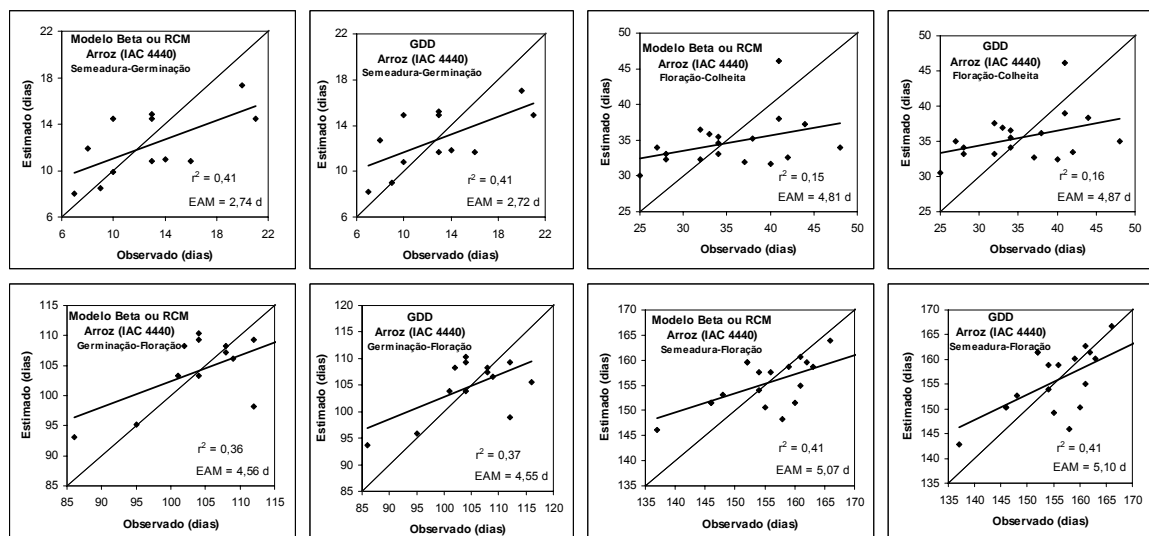 Modelo Beta ou RCM
Arroz (IAC 4440)
Semeadura-Germinação
22
18
14
10
6
6 9 12 15 18 21
Estimado (dias)
Observado (dias)
r² = 0,41
EAM = 2,74 d
GDD
Arroz (IAC 4440)
Semeadura-Germinação
22
18
14
10
6
6 10 14 18 22
Estimado (dias)
Observado (dias)
r² = 0,41
EAM = 2,72 d
Modelo Beta ou RCM
Arroz (IAC 4440)
Floração-Colheita
50
45
40
35
30
25
25 30 35 40 45 50
Estimado (dias)
Observado (dias)
r² = 0,15
EAM = 4,81 d
GDD
Arroz (IAC 4440)
Floração-Colheita
50
45
40
35
30
25
25 30 35 40 45 50
Estimado (dias)
Observado (dias)
r² = 0,16
EAM = 4,87 d
Modelo Beta ou RCM
Arroz (IAC 4440)
Germinação-Floração
115
110
105
100
95
90
85
85 90 95 100 105 110 115
Estimado (dias)
Observado (dias)
r² = 0,36
EAM = 4,56 d
GDD
Arroz (IAC 4440)
Germinação-Floração
120
115
110
105
100
95
90
85
85 90 95 100 105 110 115 120
Estimado (dias)
Observado (dias)
r² = 0,37
EAM = 4,55 d
Modelo Beta ou RCM
Arroz (IAC 4440)
Semeadura-Floração
170
165
160
155
150
145
140
135
135 140 145 150 155 160 165 170
Estimado (dias)
Observado (dias)
r² = 0,41
EAM = 5,07 d
GDD
Arroz (IAC 4440)
Semeadura-Floração
170
165
160
155
150
145
140
135
135 140 145 150 155 160 165 170
Estimado (dias)
Observado (dias)
r² = 0,41
EAM = 5,10 d